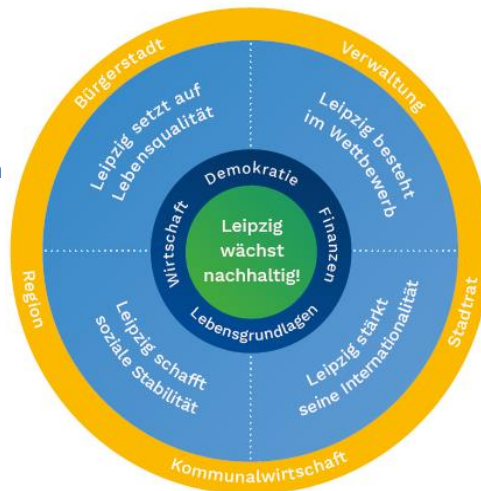 Bürgerstadt
Verwaltung
Leipzig setzt auf
Lebensqualität
Leipzig besteht
im Wettbewerb
Demokratie
Wirtschaft
Finanzen
Leipzig
wächst
nachhaltig!
Lebensgrundlagen
Region
Stadtrat
Leipzig schafft
soziale Stabilität
Leipzig stärkt
seine Internationalität
Kommunalwirtschaft